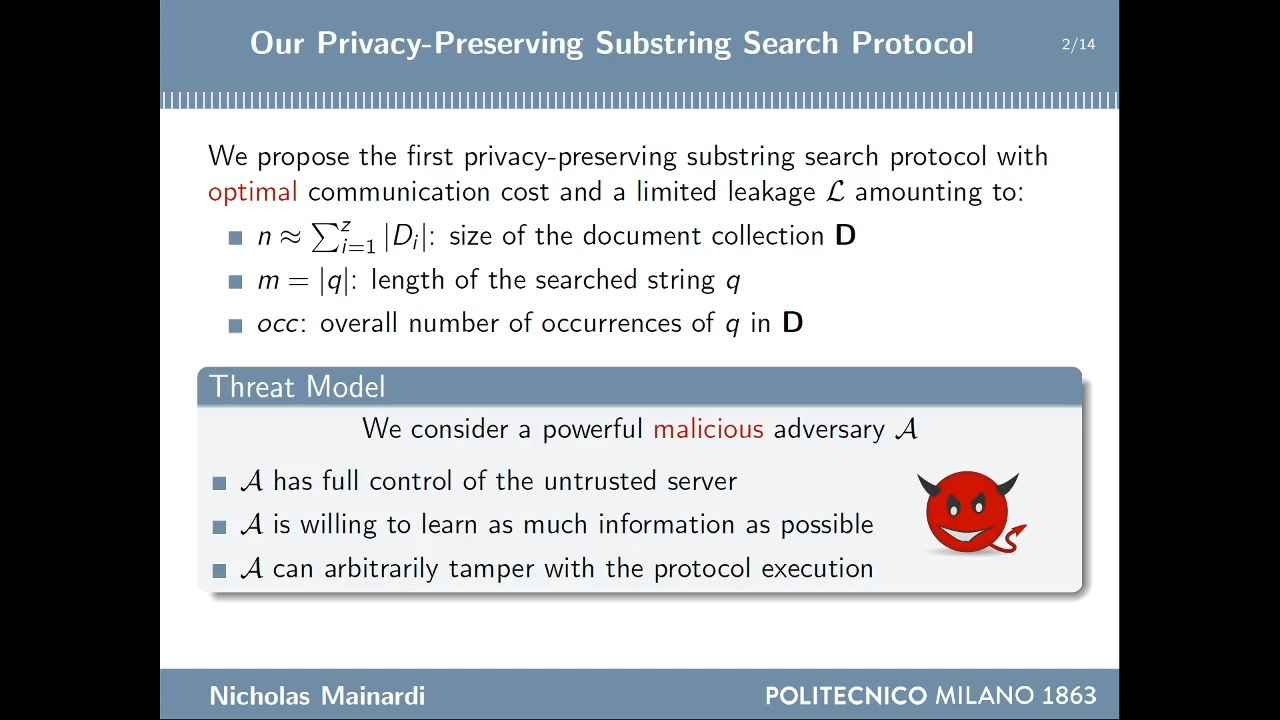 Our Privacy-Preserving Substring Search Protocol
2/14
We propose the first privacy-preserving substring search protocol with
optimal communication cost and a limited leakage ℒ amounting to:
n ≈ ∑ᶻᵢ₌₁ |Dᵢ|: size of the document collection D
m = |q|: length of the searched string q
occ: overall number of occurrences of q in D
Threat Model
We consider a powerful malicious adversary 𝒜
𝒜 has full control of the untrusted server
𝒜 is willing to learn as much information as possible
𝒜 can arbitrarily tamper with the protocol execution
Nicholas Mainardi
POLITECNICO MILANO 1863